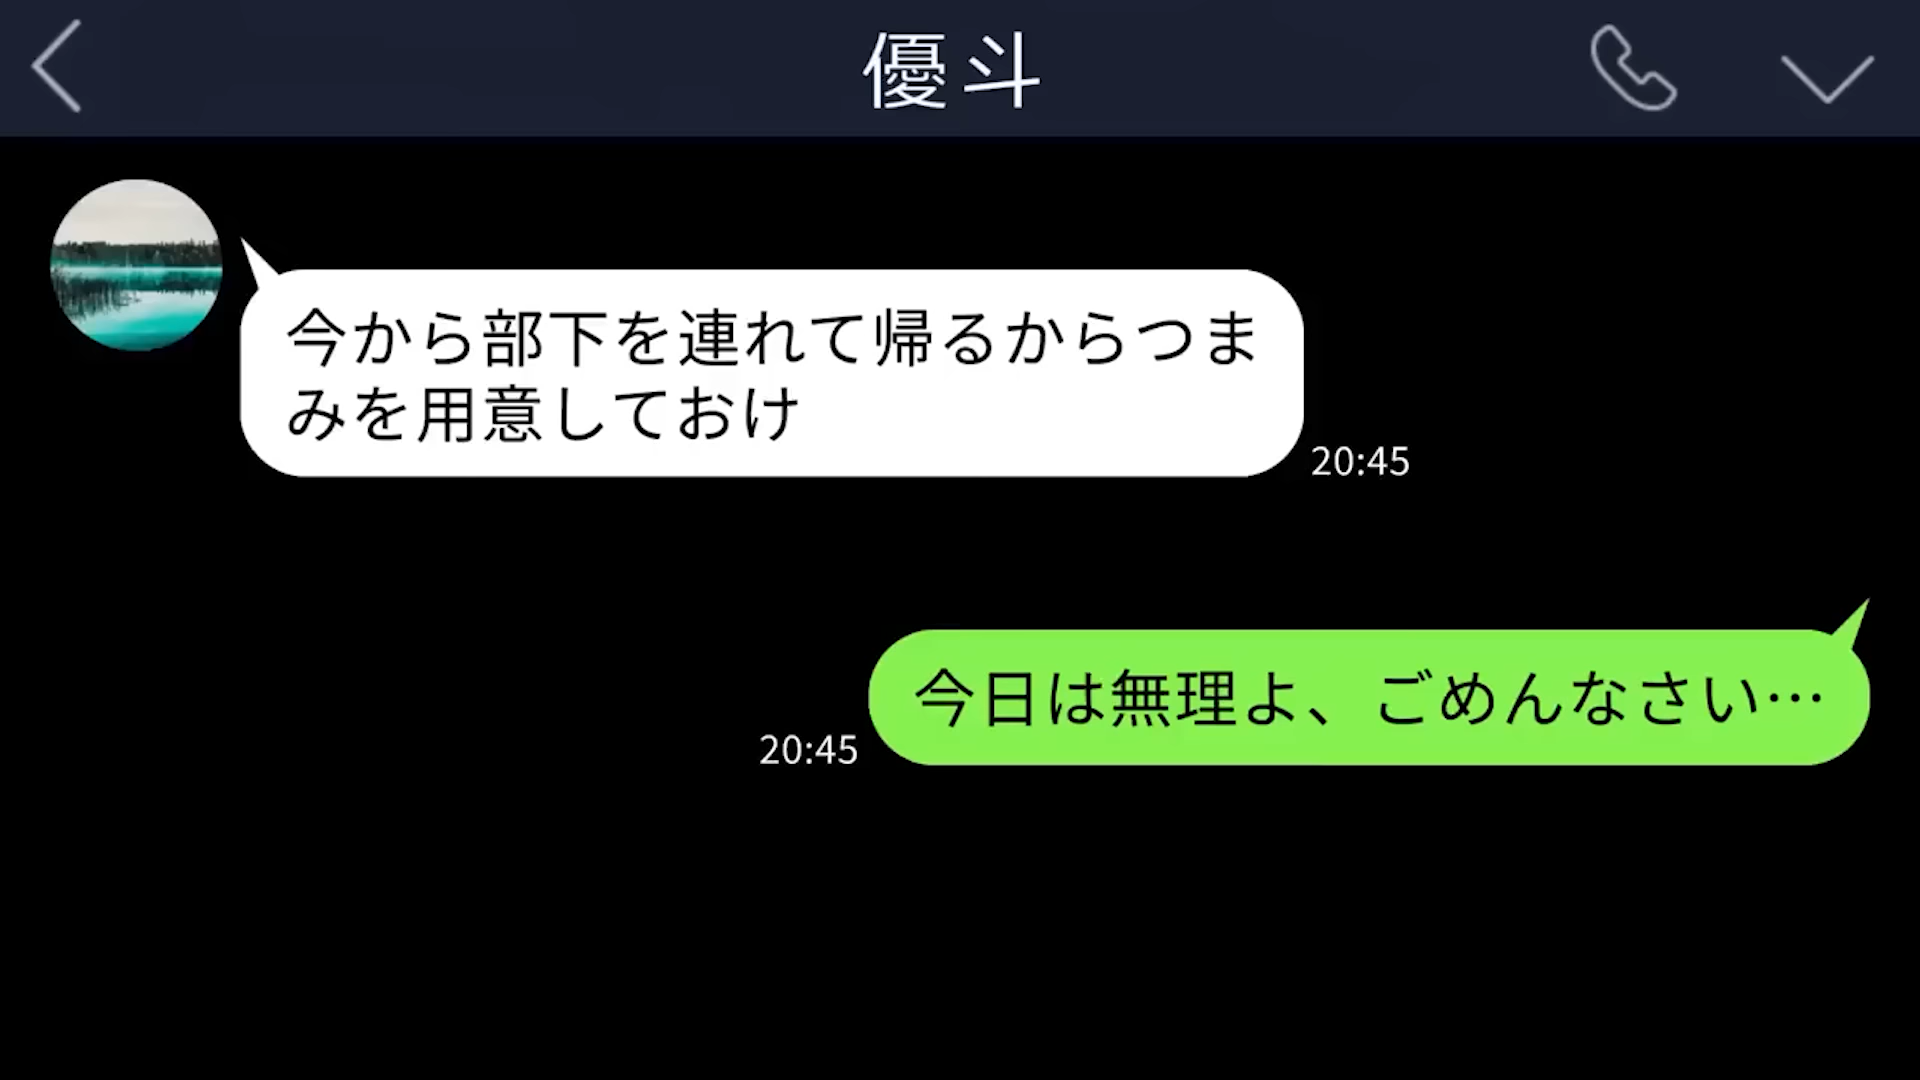 優斗
今から部下を連れて帰るからつま
みを用意しておけ
20:45
今日は無理よ、ごめんなさい…
20:45